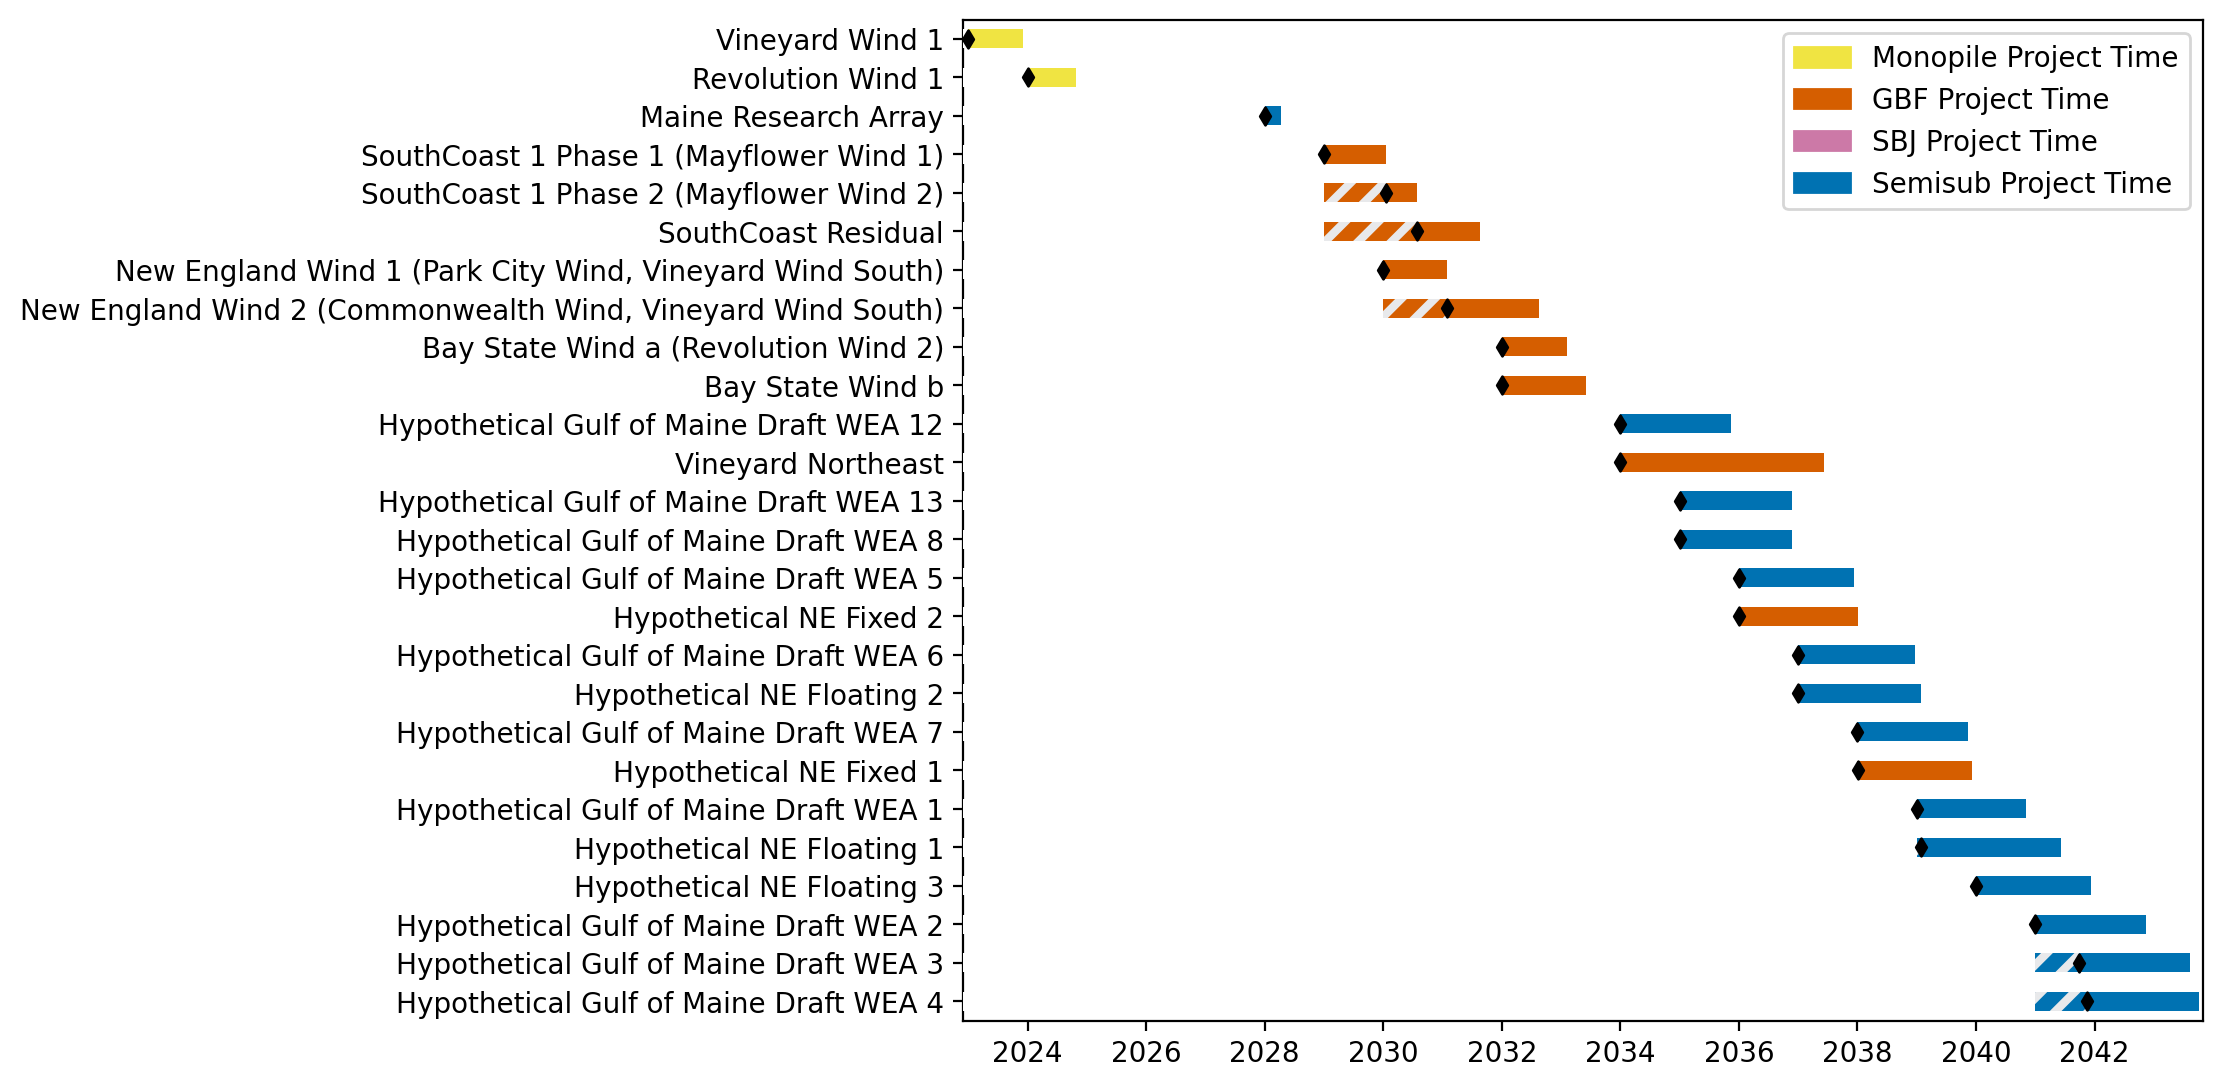 Vineyard Wind 1
Revolution Wind 1
Maine Research Array
SouthCoast 1 Phase 1 (Mayflower Wind 1)
SouthCoast 1 Phase 2 (Mayflower Wind 2)
SouthCoast Residual
New England Wind 1 (Park City Wind, Vineyard Wind South)
New England Wind 2 (Commonwealth Wind, Vineyard Wind South)
Bay State Wind a (Revolution Wind 2)
Bay State Wind b
Hypothetical Gulf of Maine Draft WEA 12
Vineyard Northeast
Hypothetical Gulf of Maine Draft WEA 13
Hypothetical Gulf of Maine Draft WEA 8
Hypothetical Gulf of Maine Draft WEA 5
Hypothetical NE Fixed 2
Hypothetical Gulf of Maine Draft WEA 6
Hypothetical NE Floating 2
Hypothetical Gulf of Maine Draft WEA 7
Hypothetical NE Fixed 1
Hypothetical Gulf of Maine Draft WEA 1
Hypothetical NE Floating 1
Hypothetical NE Floating 3
Hypothetical Gulf of Maine Draft WEA 2
Hypothetical Gulf of Maine Draft WEA 3
Hypothetical Gulf of Maine Draft WEA 4
Monopile Project Time
GBF Project Time
SBJ Project Time
Semisub Project Time
2024 2026 2028 2030 2032 2034 2036 2038 2040 2042